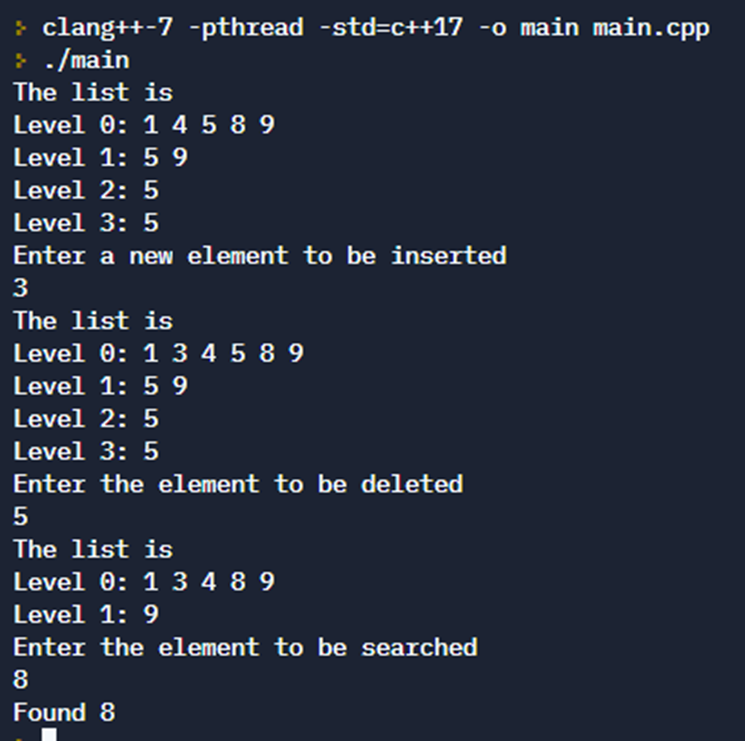 clang++-7 -pthread -std=c++17 -o main main.cpp
./main
The list is
Level 0: 1 4 5 8 9
Level 1: 5 9
Level 2: 5
Level 3: 5
Enter a new element to be inserted
3
The list is
Level 0: 1 3 4 5 8 9
Level 1: 5 9
Level 2: 5
Level 3: 5
Enter the element to be deleted
5
The list is
Level 0: 1 3 4 8 9
Level 1: 9
Enter the element to be searched
8
Found 8